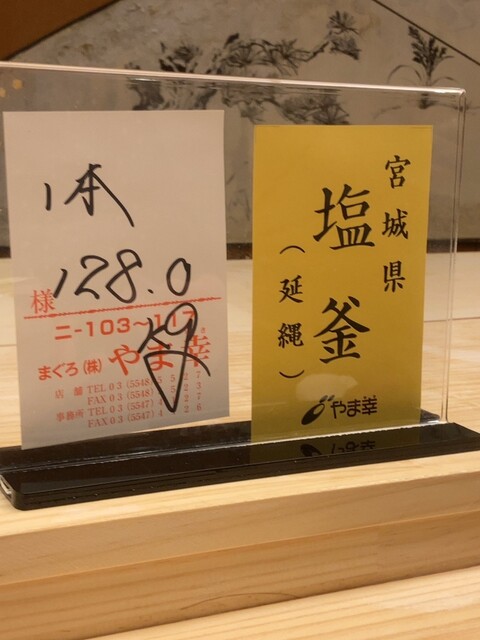 1本
128.0
様
ニ-103~117
まぐろ(株)やま幸
店舗 TEL 03 (5548)
FAX 03 (5548)
事務所 TEL 03 (5547)
FAX 03 (5547)
宮城県
塩釜
(延縄)
やま幸